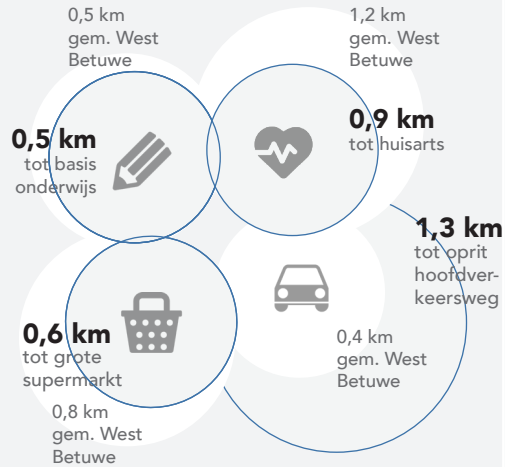 0,5 km
gem. West
Betuwe
0,5 km
tot basis
onderwijs
1,2 km
gem. West
Betuwe
0,9 km
tot huisarts
1,3 km
tot oprit
hoofdver-
keersweg
0,4 km
gem. West
Betuwe
0,6 km
tot grote
supermarkt
0,8 km
gem. West
Betuwe